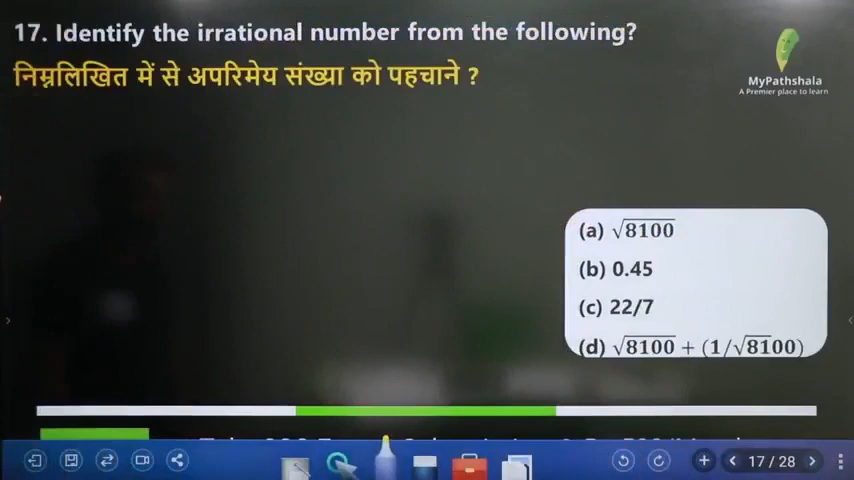 17. Identify the irrational number from the following?
निम्नलिखित में से अपरिमेय संख्या को पहचाने ?
MyPathshala
A Premier place to learn
(a) √8100
(b) 0.45
(c) 22/7
(d) √8100 + (1/√8100)
17 / 28